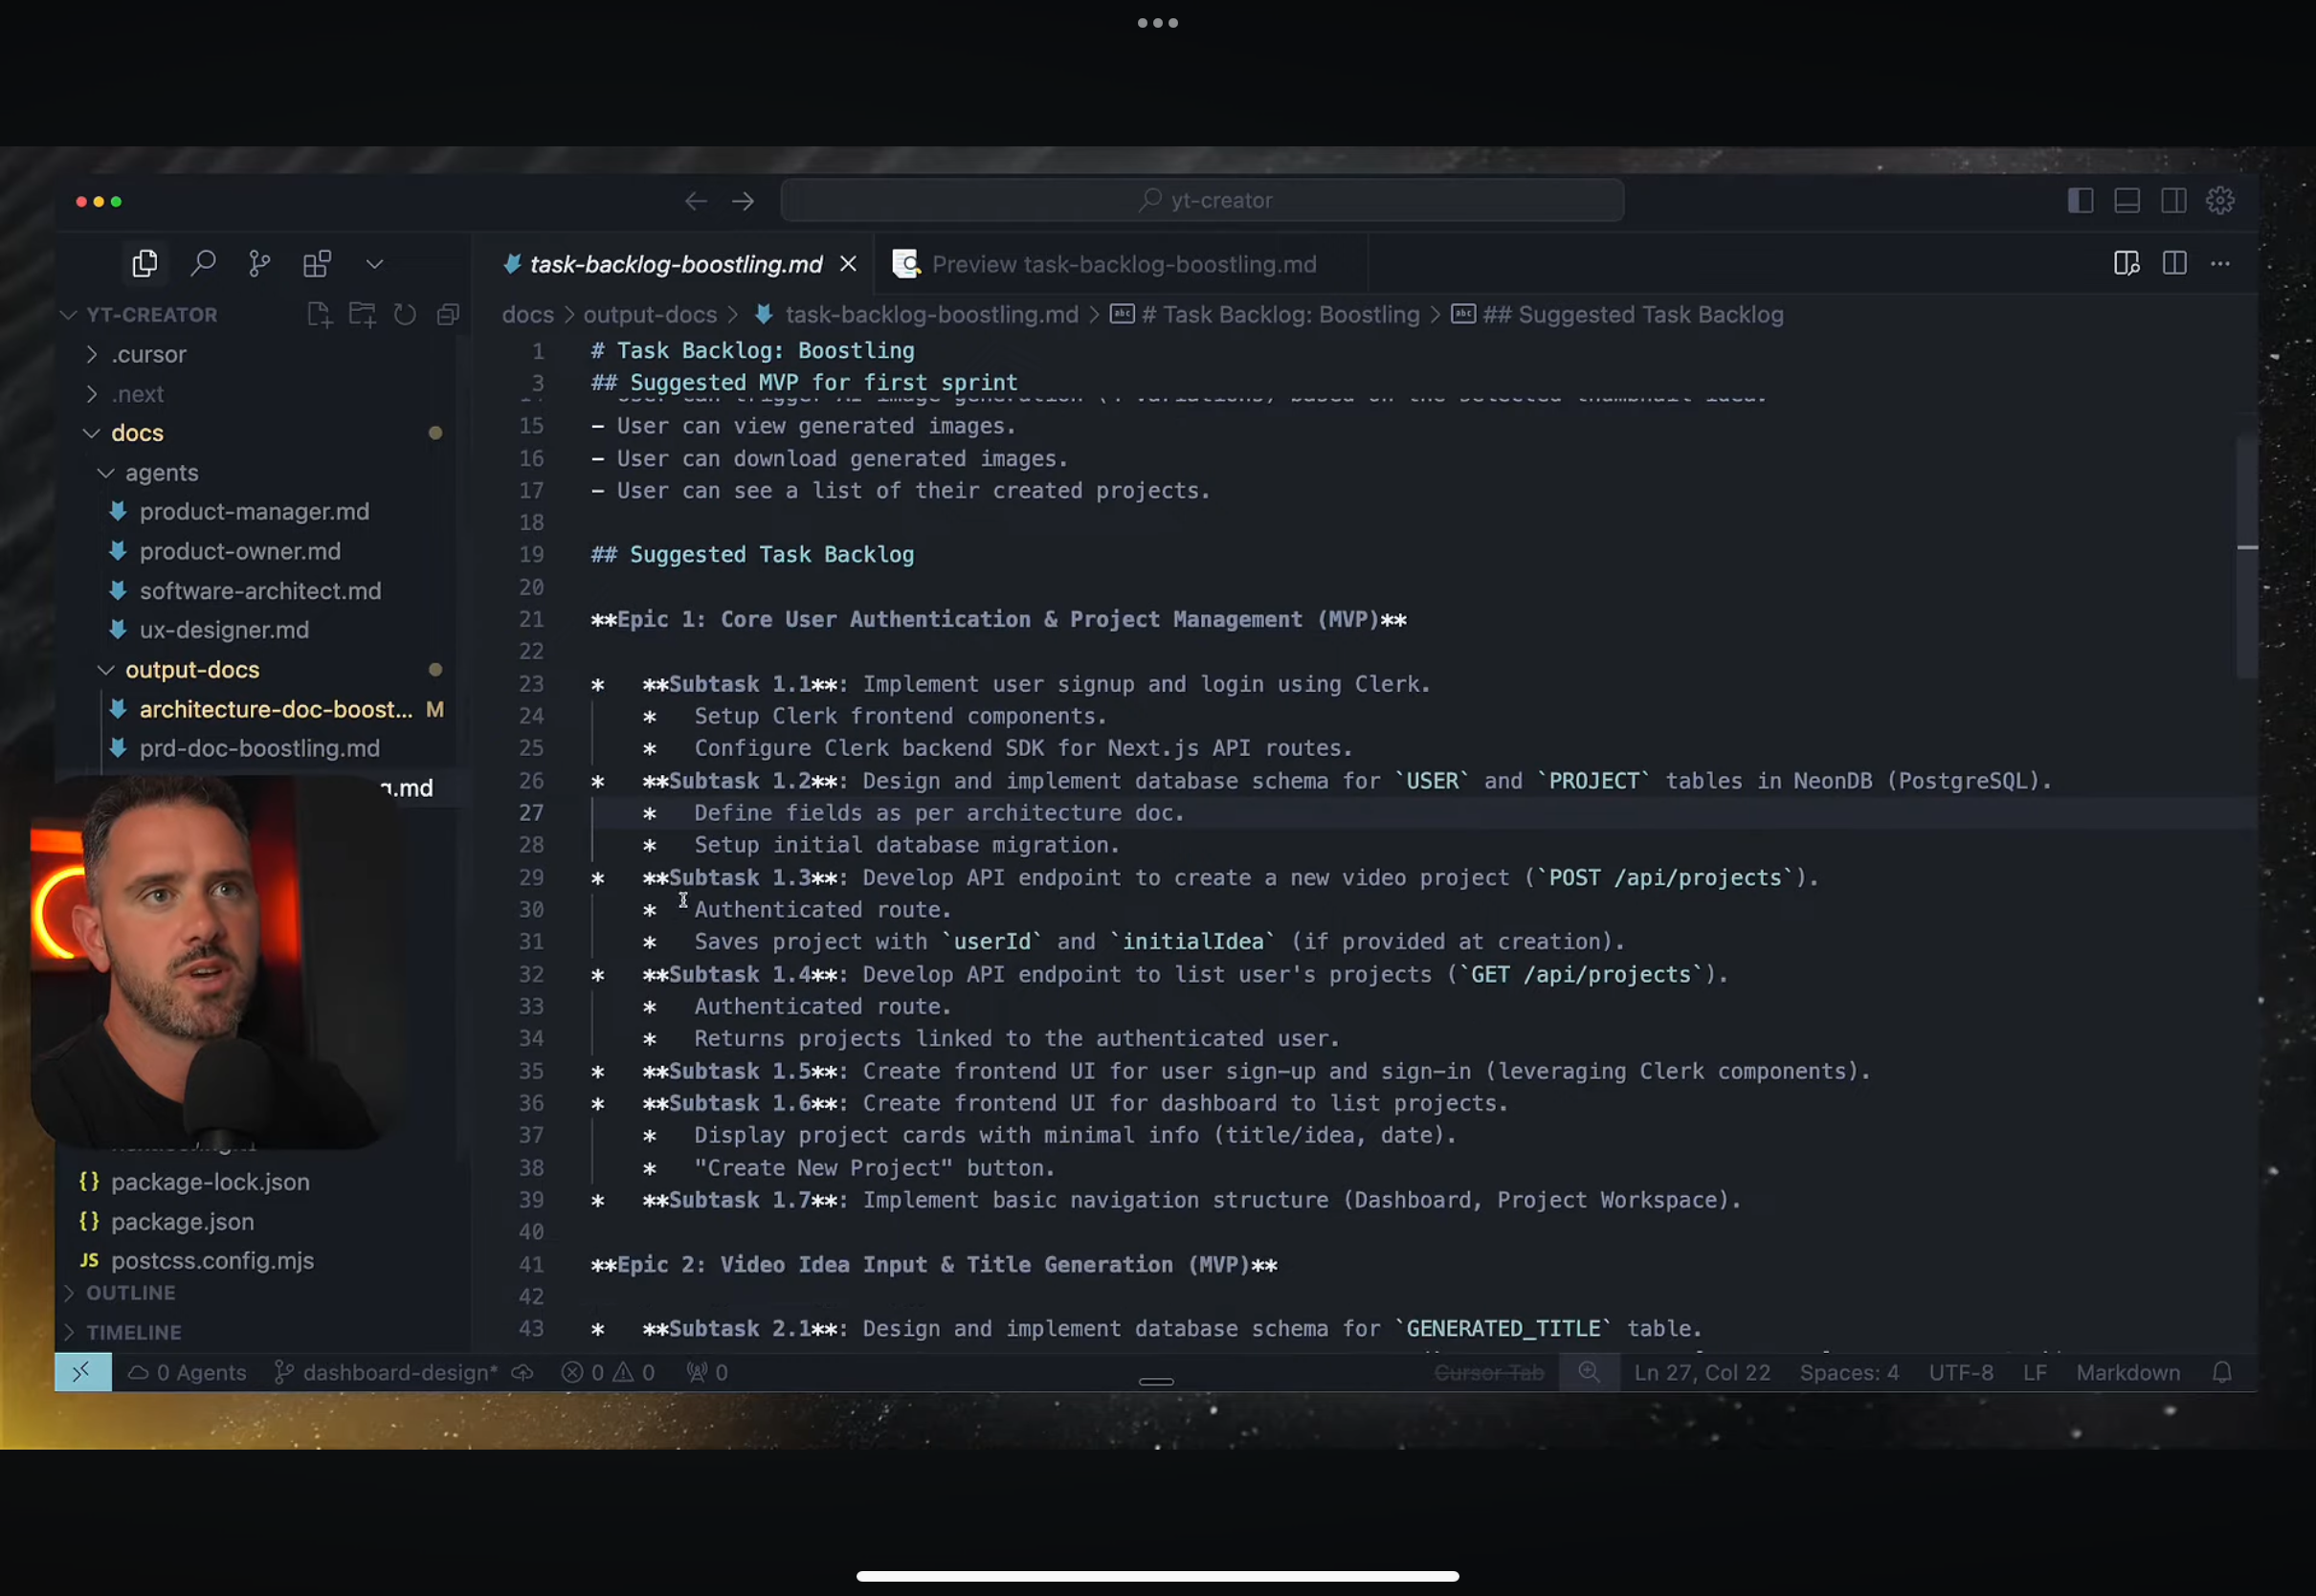 yt-creator
task-backlog-boostling.md
Preview task-backlog-boostling.md
YT-CREATOR
docs > output-docs > task-backlog-boostling.md > # Task Backlog: Boostling > ## Suggested Task Backlog
.cursor
.next
docs
agents
product-manager.md
product-owner.md
software-architect.md
ux-designer.md
output-docs
architecture-doc-boost... M
prd-doc-boostling.md
g.md
package-lock.json
package.json
JS postcss.config.mjs
OUTLINE
TIMELINE
1 # Task Backlog: Boostling
3 ## Suggested MVP for first sprint
15 - User can view generated images.
16 - User can download generated images.
17 - User can see a list of their created projects.
18
19 ## Suggested Task Backlog
20
21 **Epic 1: Core User Authentication & Project Management (MVP)**
22
23 * **Subtask 1.1**: Implement user signup and login using Clerk.
24 * Setup Clerk frontend components.
25 * Configure Clerk backend SDK for Next.js API routes.
26 * **Subtask 1.2**: Design and implement database schema for `USER` and `PROJECT` tables in NeonDB (PostgreSQL).
27 * Define fields as per architecture doc.
28 * Setup initial database migration.
29 * **Subtask 1.3**: Develop API endpoint to create a new video project (`POST /api/projects`).
30 * Authenticated route.
31 * Saves project with `userId` and `initialIdea` (if provided at creation).
32 * **Subtask 1.4**: Develop API endpoint to list user's projects (`GET /api/projects`).
33 * Authenticated route.
34 * Returns projects linked to the authenticated user.
35 * **Subtask 1.5**: Create frontend UI for user sign-up and sign-in (leveraging Clerk components).
36 * **Subtask 1.6**: Create frontend UI for dashboard to list projects.
37 * Display project cards with minimal info (title/idea, date).
38 * "Create New Project" button.
39 * **Subtask 1.7**: Implement basic navigation structure (Dashboard, Project Workspace).
40
41 **Epic 2: Video Idea Input & Title Generation (MVP)**
42
43 * **Subtask 2.1**: Design and implement database schema for `GENERATED_TITLE` table.
0 Agents dashboard-design* 0 0 0 Cursor Tab Ln 27, Col 22 Spaces: 4 UTF-8 LF Markdown